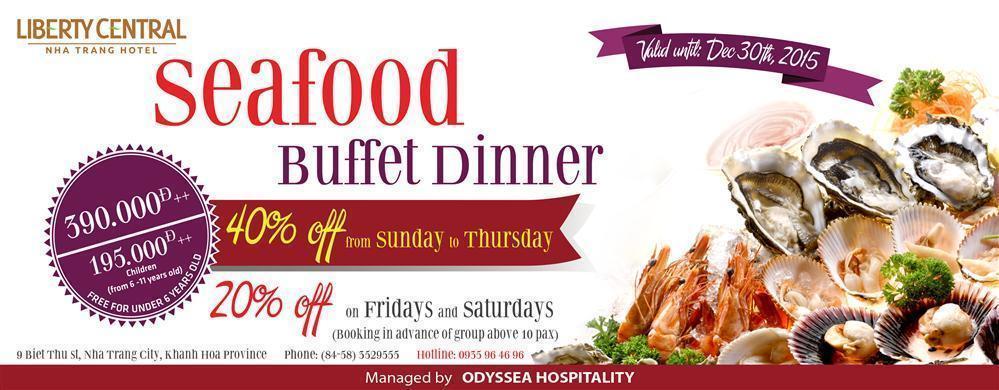 LIBERTY CENTRAL
NHA TRANG HOTEL
seafood
Buffet Dinner
Valid until: Dec 30th, 2015
390.000Đ++
195.000Đ++
Children
(from 6 -11 years old)
FREE FOR UNDER 6 YEARS OLD
40% off from Sunday to Thursday
20% off on Fridays and Saturdays
(Booking in advance of group above 10 pax)
9 Biet Thu st, Nha Trang City, Khanh Hoa Province Phone: (84-58) 3529555 Hotline: 0935 96 46 96
Managed by ODYSSEA HOSPITALITY